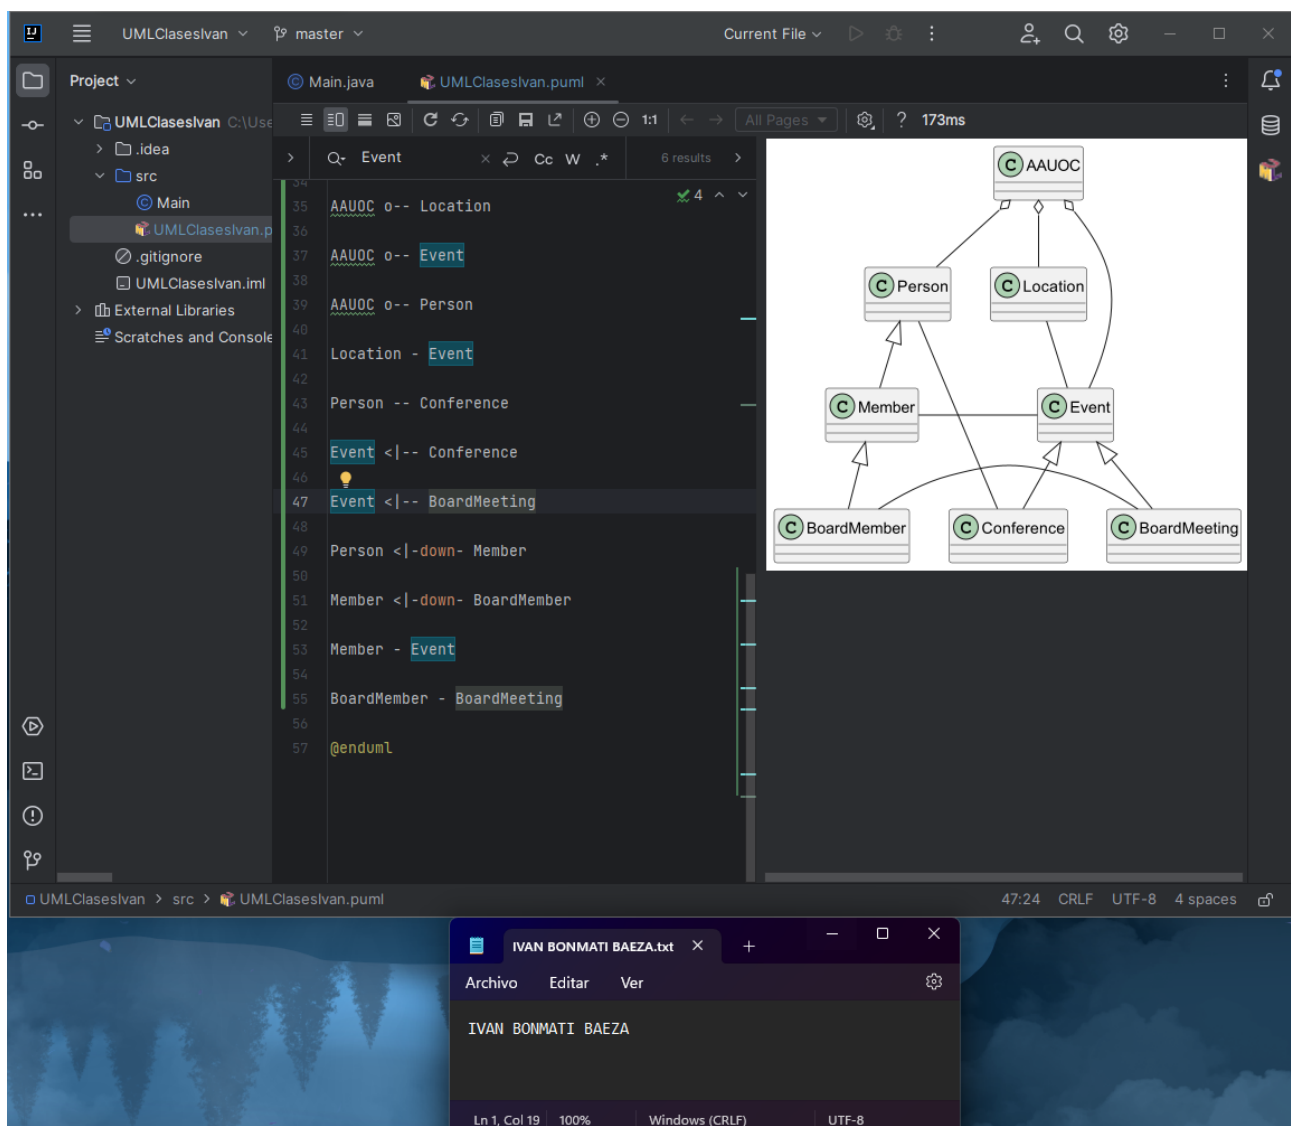 UMLClasesIvan
master
Current File
Project
Main.java
UMLClasesIvan.puml
UMLClasesIvan C:\Use
.idea
src
Main
UMLClasesIvan.p
.gitignore
UMLClasesIvan.iml
External Libraries
Scratches and Console
1:1
All Pages
? 173ms
Event
Cc W .*
6 results
4
34
35 AAUOC o-- Location
36
37 AAUOC o-- Event
38
39 AAUOC o-- Person
40
41 Location - Event
42
43 Person -- Conference
44
45 Event <|-- Conference
46
47 Event <|-- BoardMeeting
48
49 Person <|-down- Member
50
51 Member <|-down- BoardMember
52
53 Member - Event
54
55 BoardMember - BoardMeeting
56
57 @enduml
C AAUOC
C Person
C Location
C Member
C Event
C BoardMember
C Conference
C BoardMeeting
UMLClasesIvan > src > UMLClasesIvan.puml
47:24 CRLF UTF-8 4 spaces
IVAN BONMATI BAEZA.txt
Archivo Editar Ver
IVAN BONMATI BAEZA
Ln 1, Col 19 100% Windows (CRLF) UTF-8